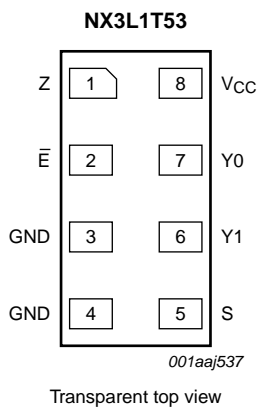 NX3L1T53
Z 1 8 VCC
E̅ 2 7 Y0
GND 3 6 Y1
GND 4 5 S
001aaj537
Transparent top view